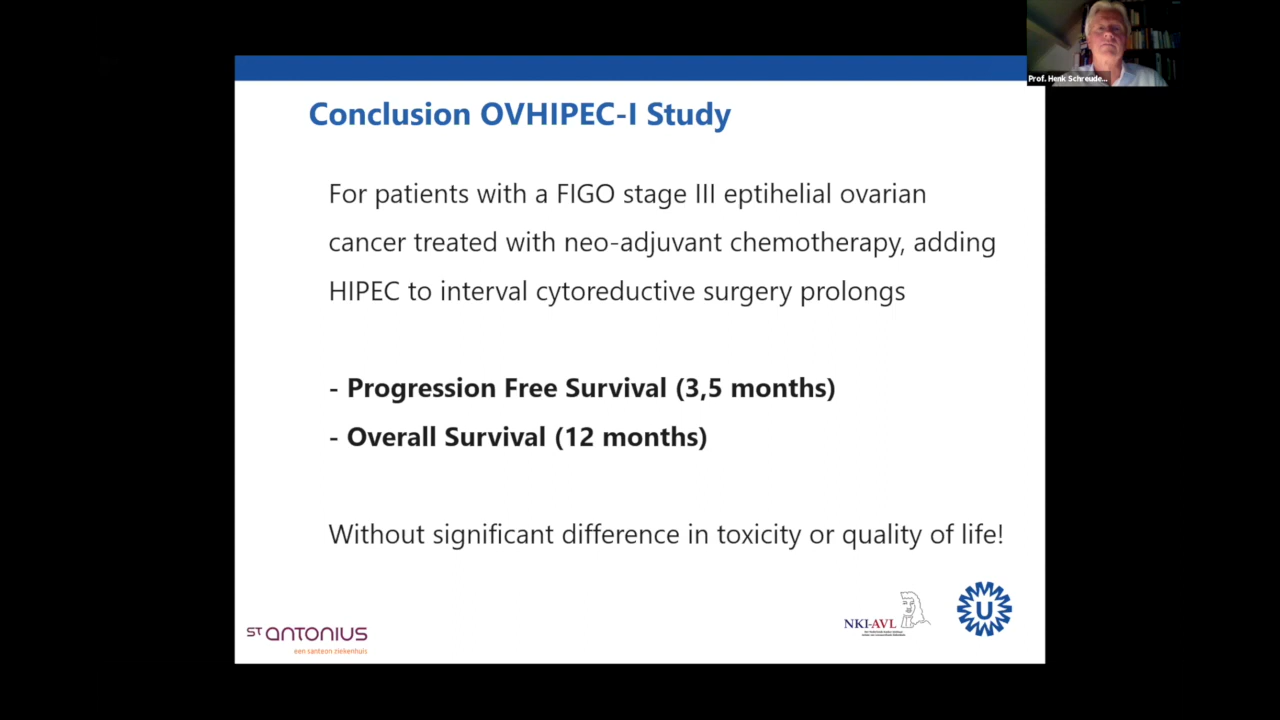 Prof. Henk Schreude...
Conclusion OVHIPEC-I Study
For patients with a FIGO stage III eptihelial ovarian
cancer treated with neo-adjuvant chemotherapy, adding
HIPEC to interval cytoreductive surgery prolongs
- Progression Free Survival (3,5 months)
- Overall Survival (12 months)
Without significant difference in toxicity or quality of life!
ST ANTONIUS
een santeon ziekenhuis
NKI-AVL
U